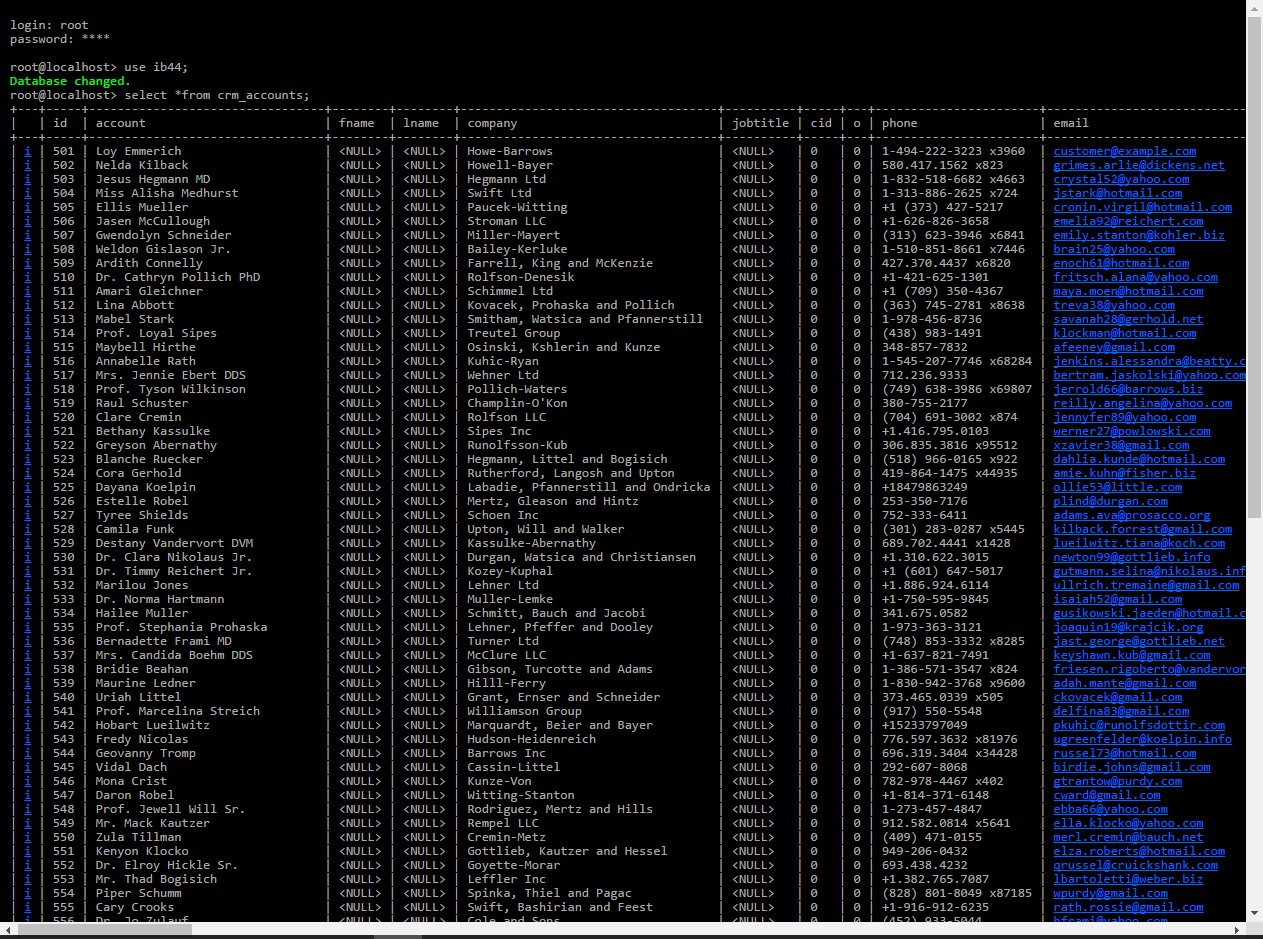 login: root
password: ****
root@localhost> use ib44;
Database changed.
root@localhost> select *from crm_accounts;
| | id | account | fname | lname | company | jobtitle | cid | o | phone | email
| i | 501 | Loy Emmerich | <NULL> | <NULL> | Howe-Barrows | <NULL> | 0 | 0 | 1-494-222-3223 x3960 | customer@example.com
| i | 502 | Nelda Kilback | <NULL> | <NULL> | Howell-Bayer | <NULL> | 0 | 0 | 580.417.1562 x823 | grimes.arlie@dickens.net
| i | 503 | Jesus Hegmann MD | <NULL> | <NULL> | Hegmann Ltd | <NULL> | 0 | 0 | 1-832-518-6682 x4663 | crystal52@yahoo.com
| i | 504 | Miss Alisha Medhurst | <NULL> | <NULL> | Swift Ltd | <NULL> | 0 | 0 | 1-313-886-2625 x724 | jstark@hotmail.com
| i | 505 | Ellis Mueller | <NULL> | <NULL> | Paucek-Witting | <NULL> | 0 | 0 | +1 (373) 427-5217 | cronin.virgil@hotmail.com
| i | 506 | Jasen McCullough | <NULL> | <NULL> | Stroman LLC | <NULL> | 0 | 0 | +1-626-826-3658 | emelia92@reichert.com
| i | 507 | Gwendolyn Schneider | <NULL> | <NULL> | Miller-Mayert | <NULL> | 0 | 0 | (313) 623-3946 x6841 | emily.stanton@kohler.biz
| i | 508 | Weldon Gislason Jr. | <NULL> | <NULL> | Bailey-Kerluke | <NULL> | 0 | 0 | 1-510-851-8661 x7446 | brain25@yahoo.com
| i | 509 | Ardith Connelly | <NULL> | <NULL> | Farrell, King and McKenzie | <NULL> | 0 | 0 | 427.370.4437 x6820 | enoch61@hotmail.com
| i | 510 | Dr. Cathryn Pollich PhD | <NULL> | <NULL> | Rolfson-Denesik | <NULL> | 0 | 0 | +1-421-625-1301 | fritsch.alana@yahoo.com
| i | 511 | Amari Gleichner | <NULL> | <NULL> | Schimmel Ltd | <NULL> | 0 | 0 | +1 (709) 350-4367 | maya.moen@hotmail.com
| i | 512 | Lina Abbott | <NULL> | <NULL> | Kovacek, Prohaska and Pollich | <NULL> | 0 | 0 | (363) 745-2781 x8638 | treva38@yahoo.com
| i | 513 | Mabel Stark | <NULL> | <NULL> | Smitham, Watsica and Pfannerstill | <NULL> | 0 | 0 | 1-978-456-8736 | savanah28@gerhold.net
| i | 514 | Prof. Loyal Sipes | <NULL> | <NULL> | Treutel Group | <NULL> | 0 | 0 | (438) 983-1491 | klockman@hotmail.com
| i | 515 | Maybell Hirthe | <NULL> | <NULL> | Osinski, Kshlerin and Kunze | <NULL> | 0 | 0 | 348-857-7832 | afeeney@gmail.com
| i | 516 | Annabelle Rath | <NULL> | <NULL> | Kuhic-Ryan | <NULL> | 0 | 0 | 1-545-207-7746 x68284 | jenkins.alessandra@beatty.c
| i | 517 | Mrs. Jennie Ebert DDS | <NULL> | <NULL> | Wehner Ltd | <NULL> | 0 | 0 | 712.236.9333 | bertram.jaskolski@yahoo.com
| i | 518 | Prof. Tyson Wilkinson | <NULL> | <NULL> | Pollich-Waters | <NULL> | 0 | 0 | (749) 638-3986 x69807 | jerrold66@barrows.biz
| i | 519 | Raul Schuster | <NULL> | <NULL> | Champlin-O'Kon | <NULL> | 0 | 0 | 380-755-2177 | reilly.angelina@yahoo.com
| i | 520 | Clare Cremin | <NULL> | <NULL> | Rolfson LLC | <NULL> | 0 | 0 | (704) 691-3002 x874 | jennyfer89@yahoo.com
| i | 521 | Bethany Kassulke | <NULL> | <NULL> | Sipes Inc | <NULL> | 0 | 0 | +1.416.795.0103 | werner27@powlowski.com
| i | 522 | Greyson Abernathy | <NULL> | <NULL> | Runolfsson-Kub | <NULL> | 0 | 0 | 306.835.3816 x95512 | xzavier38@gmail.com
| i | 523 | Blanche Ruecker | <NULL> | <NULL> | Hegmann, Littel and Bogisich | <NULL> | 0 | 0 | (518) 966-0165 x922 | dahlia.kunde@hotmail.com
| i | 524 | Cora Gerhold | <NULL> | <NULL> | Rutherford, Langosh and Upton | <NULL> | 0 | 0 | 419-864-1475 x44935 | amie.kuhn@fisher.biz
| i | 525 | Dayana Koelpin | <NULL> | <NULL> | Labadie, Pfannerstill and Ondricka | <NULL> | 0 | 0 | +18479863249 | ollie53@little.com
| i | 526 | Estelle Robel | <NULL> | <NULL> | Mertz, Gleason and Hintz | <NULL> | 0 | 0 | 253-350-7176 | plind@durgan.com
| i | 527 | Tyree Shields | <NULL> | <NULL> | Schoen Inc | <NULL> | 0 | 0 | 752-333-6411 | adams.ava@prosacco.org
| i | 528 | Camila Funk | <NULL> | <NULL> | Upton, Will and Walker | <NULL> | 0 | 0 | (301) 283-0287 x5445 | kilback.forrest@gmail.com
| i | 529 | Destany Vandervort DVM | <NULL> | <NULL> | Kassulke-Abernathy | <NULL> | 0 | 0 | 689.702.4441 x1428 | lueilwitz.tiana@koch.com
| i | 530 | Dr. Clara Nikolaus Jr. | <NULL> | <NULL> | Durgan, Watsica and Christiansen | <NULL> | 0 | 0 | +1.310.622.3015 | newton99@gottlieb.info
| i | 531 | Dr. Timmy Reichert Jr. | <NULL> | <NULL> | Kozey-Kuphal | <NULL> | 0 | 0 | +1 (601) 647-5017 | gutmann.selina@nikolaus.inf
| i | 532 | Marilou Jones | <NULL> | <NULL> | Lehner Ltd | <NULL> | 0 | 0 | +1.886.924.6114 | ullrich.tremaine@gmail.com
| i | 533 | Dr. Norma Hartmann | <NULL> | <NULL> | Muller-Lemke | <NULL> | 0 | 0 | +1-750-595-9845 | isaiah52@gmail.com
| i | 534 | Hailee Muller | <NULL> | <NULL> | Schmitt, Bauch and Jacobi | <NULL> | 0 | 0 | 341.675.0582 | gusikowski.jaeden@hotmail.c
| i | 535 | Prof. Stephania Prohaska | <NULL> | <NULL> | Lehner, Pfeffer and Dooley | <NULL> | 0 | 0 | 1-973-363-3121 | joaquin19@krajcik.org
| i | 536 | Bernadette Frami MD | <NULL> | <NULL> | Turner Ltd | <NULL> | 0 | 0 | (748) 853-3332 x8285 | jast.george@gottlieb.net
| i | 537 | Mrs. Candida Boehm DDS | <NULL> | <NULL> | McClure LLC | <NULL> | 0 | 0 | +1-637-821-7491 | keyshawn.kub@gmail.com
| i | 538 | Bridie Beahan | <NULL> | <NULL> | Gibson, Turcotte and Adams | <NULL> | 0 | 0 | 1-386-571-3547 x824 | friesen.rigoberto@vandervor
| i | 539 | Maurine Ledner | <NULL> | <NULL> | Hilll-Ferry | <NULL> | 0 | 0 | 1-830-942-3768 x9600 | adah.mante@gmail.com
| i | 540 | Uriah Littel | <NULL> | <NULL> | Grant, Ernser and Schneider | <NULL> | 0 | 0 | 373.465.0339 x505 | ckovacek@gmail.com
| i | 541 | Prof. Marcelina Streich | <NULL> | <NULL> | Williamson Group | <NULL> | 0 | 0 | (917) 550-5548 | delfina83@gmail.com
| i | 542 | Hobart Lueilwitz | <NULL> | <NULL> | Marquardt, Beier and Bayer | <NULL> | 0 | 0 | +15233797049 | pkuhic@runolfsdottir.com
| i | 543 | Fredy Nicolas | <NULL> | <NULL> | Hudson-Heidenreich | <NULL> | 0 | 0 | 776.597.3632 x81976 | ugreenfelder@koelpin.info
| i | 544 | Geovanny Tromp | <NULL> | <NULL> | Barrows Inc | <NULL> | 0 | 0 | 696.319.3404 x34428 | russel73@hotmail.com
| i | 545 | Vidal Dach | <NULL> | <NULL> | Cassin-Littel | <NULL> | 0 | 0 | 292-607-8068 | birdie.johns@gmail.com
| i | 546 | Mona Crist | <NULL> | <NULL> | Kunze-Von | <NULL> | 0 | 0 | 782-978-4467 x402 | gtrantow@purdy.com
| i | 547 | Daron Robel | <NULL> | <NULL> | Witting-Stanton | <NULL> | 0 | 0 | +1-814-371-6148 | cward@gmail.com
| i | 548 | Prof. Jewell Will Sr. | <NULL> | <NULL> | Rodriguez, Mertz and Hills | <NULL> | 0 | 0 | 1-273-457-4847 | ebba66@yahoo.com
| i | 549 | Mr. Mack Kautzer | <NULL> | <NULL> | Rempel LLC | <NULL> | 0 | 0 | 912.582.0814 x5641 | ella.klocko@yahoo.com
| i | 550 | Zula Tillman | <NULL> | <NULL> | Cremin-Metz | <NULL> | 0 | 0 | (409) 471-0155 | merl.cremin@bauch.net
| i | 551 | Kenyon Klocko | <NULL> | <NULL> | Gottlieb, Kautzer and Hessel | <NULL> | 0 | 0 | 949-206-0432 | elza.roberts@hotmail.com
| i | 552 | Dr. Elroy Hickle Sr. | <NULL> | <NULL> | Goyette-Morar | <NULL> | 0 | 0 | 693.438.4232 | qrussel@cruickshank.com
| i | 553 | Mr. Thad Bogisich | <NULL> | <NULL> | Leffler Inc | <NULL> | 0 | 0 | +1.382.765.7087 | lbartoletti@weber.biz
| i | 554 | Piper Schumm | <NULL> | <NULL> | Spinka, Thiel and Pagac | <NULL> | 0 | 0 | (828) 801-8049 x87185 | wpurdy@gmail.com
| i | 555 | Cary Crooks | <NULL> | <NULL> | Swift, Bashirian and Feest | <NULL> | 0 | 0 | +1-916-912-6235 | rath.rossie@gmail.com
| i | 556 | Dr. Jo Zulauf | <NULL> | <NULL> | Cole and Sons | <NULL> | 0 | 0 | (452) 933-5044 | hframi@yahoo.com